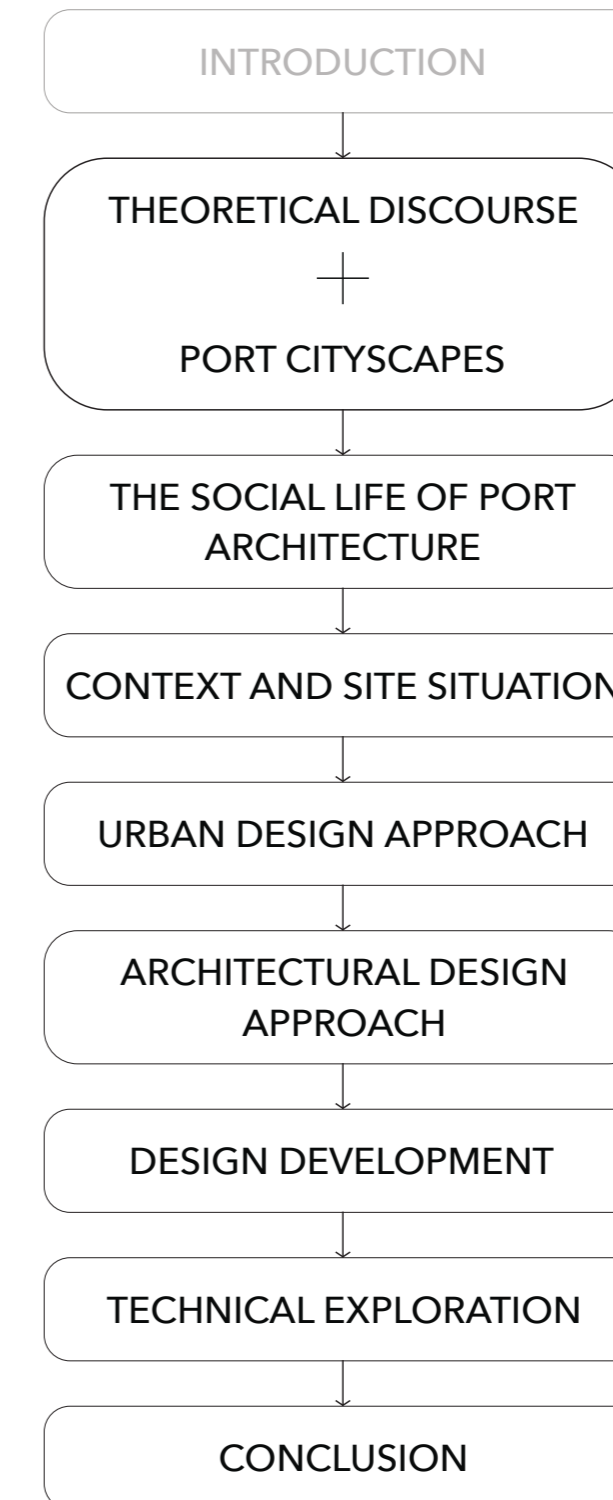 INTRODUCTION
THEORETICAL DISCOURSE
+
PORT CITYSCAPES
THE SOCIAL LIFE OF PORT
ARCHITECTURE
CONTEXT AND SITE SITUATION
URBAN DESIGN APPROACH
ARCHITECTURAL DESIGN
APPROACH
DESIGN DEVELOPMENT
TECHNICAL EXPLORATION
CONCLUSION